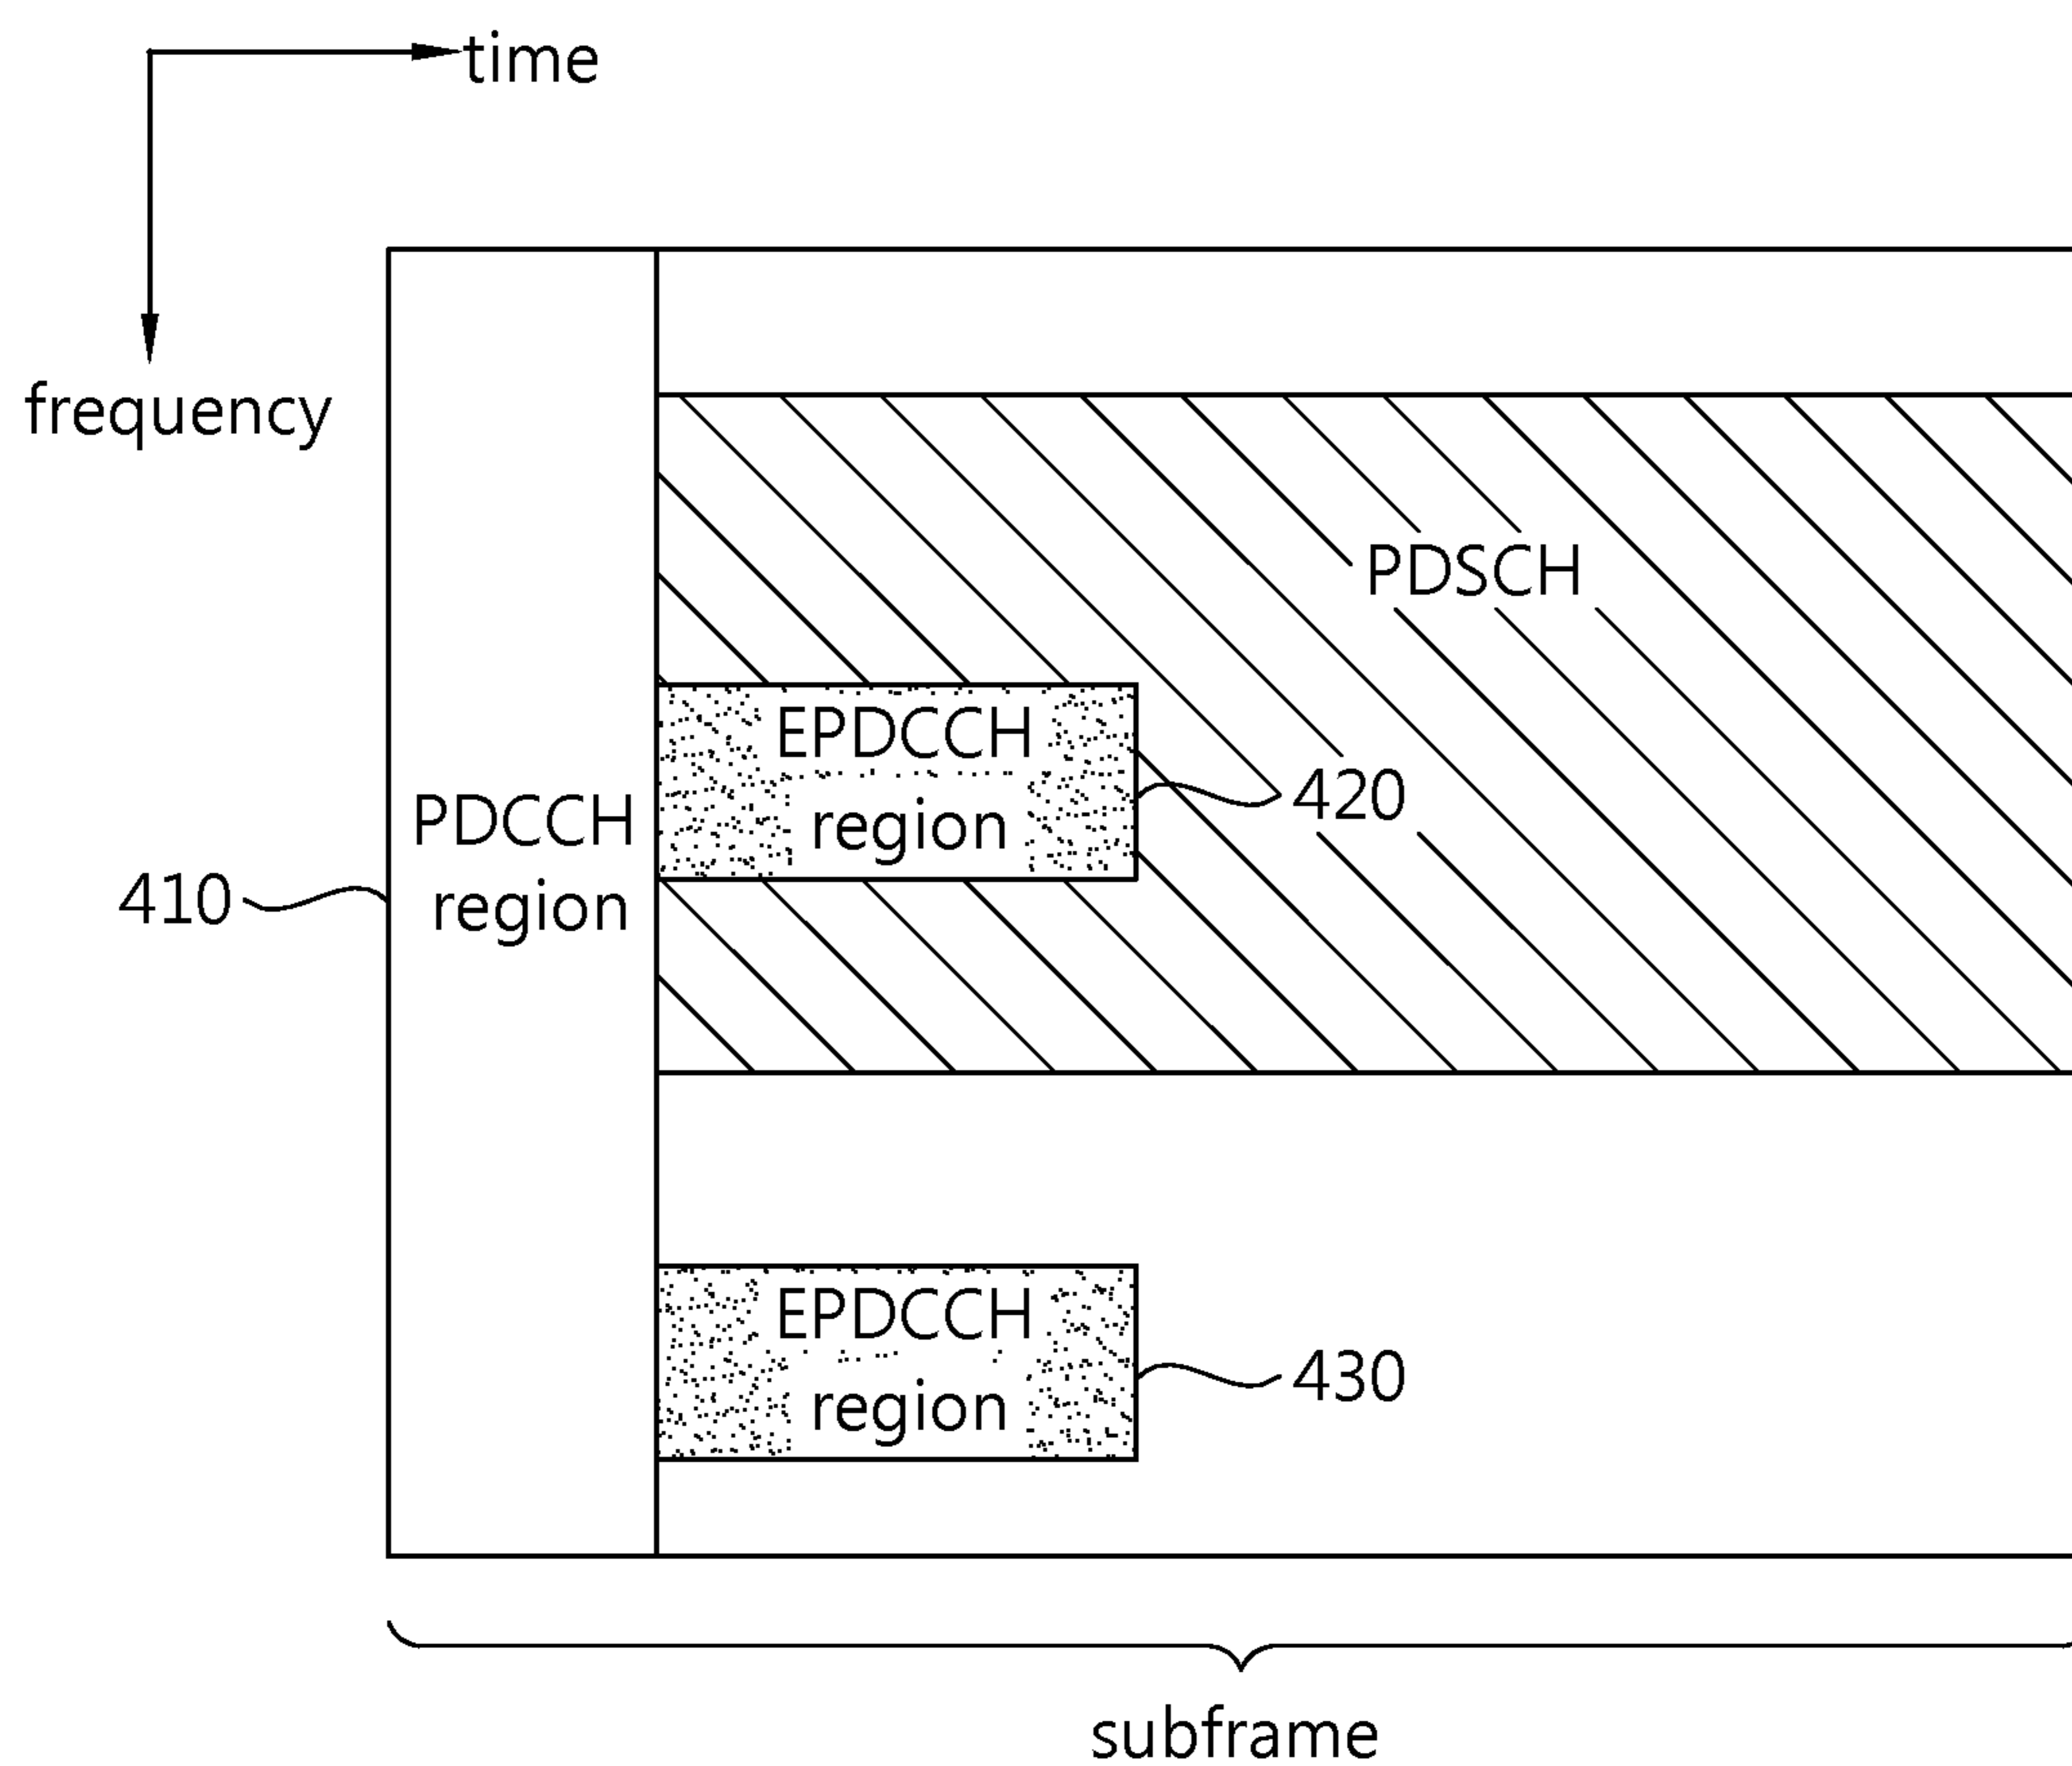 time
frequency
PDSCH
EPDCCH
region
420
PDCCH
region
410
EPDCCH
region
430
subframe